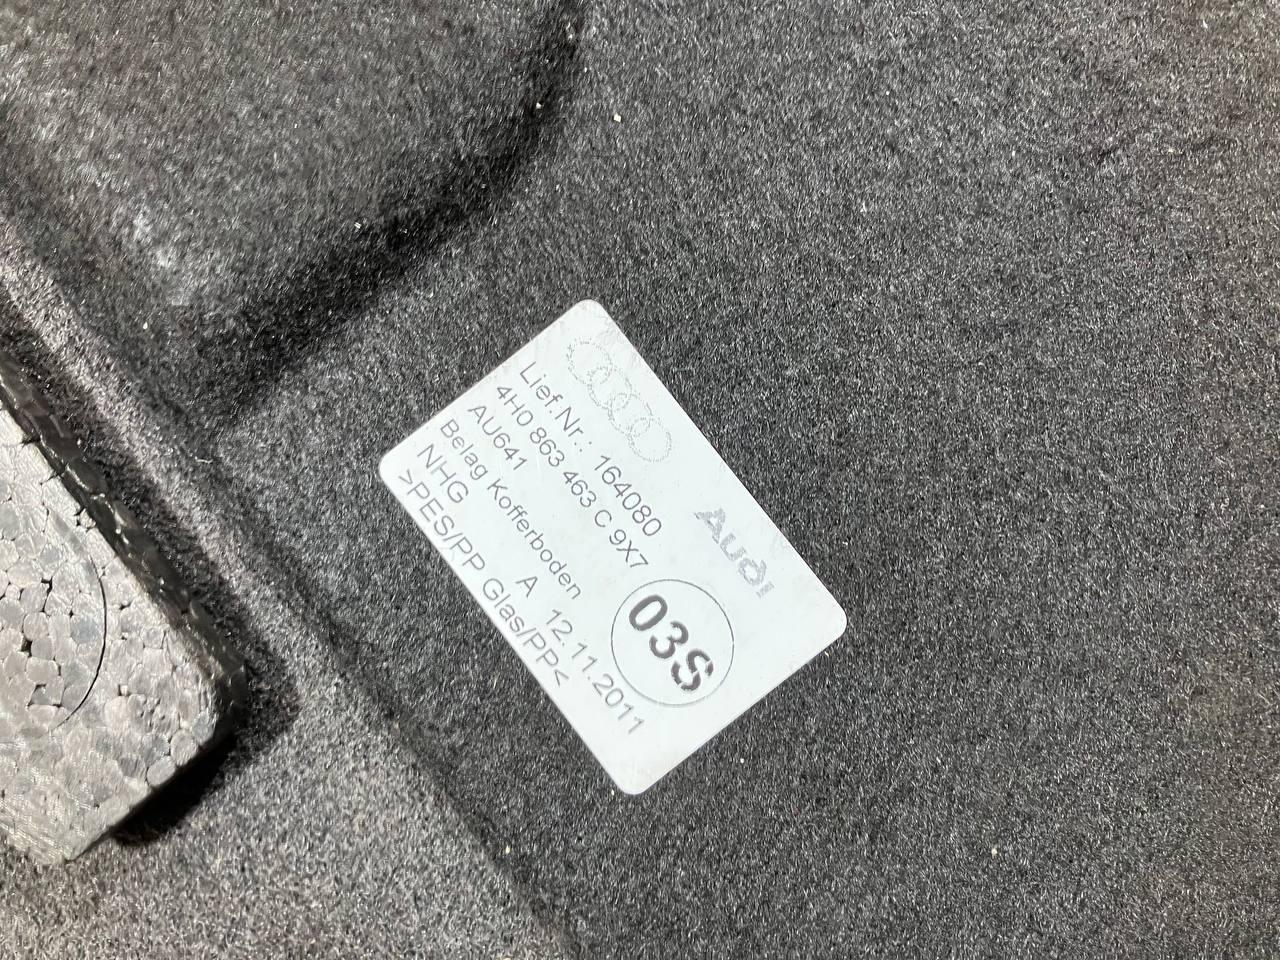 Audi
Lief.Nr.: 164080
4H0 863 463 C 9X7
AU641
Belag Kofferboden
NHG A 12.11.2011
>PES/PP Glas/PP<
03S